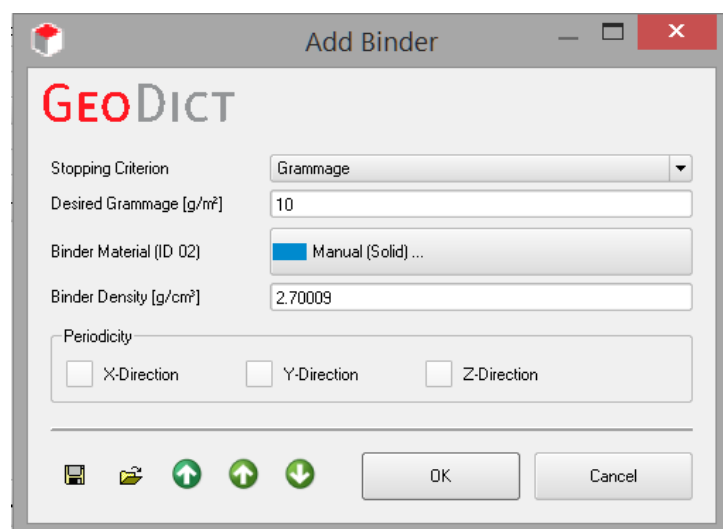 Add Binder
GEODICT
Stopping Criterion Grammage
Desired Grammage [g/m²] 10
Binder Material (ID 02) Manual (Solid) ...
Binder Density [g/cm³] 2.70009
Periodicity
X-Direction Y-Direction Z-Direction
OK Cancel